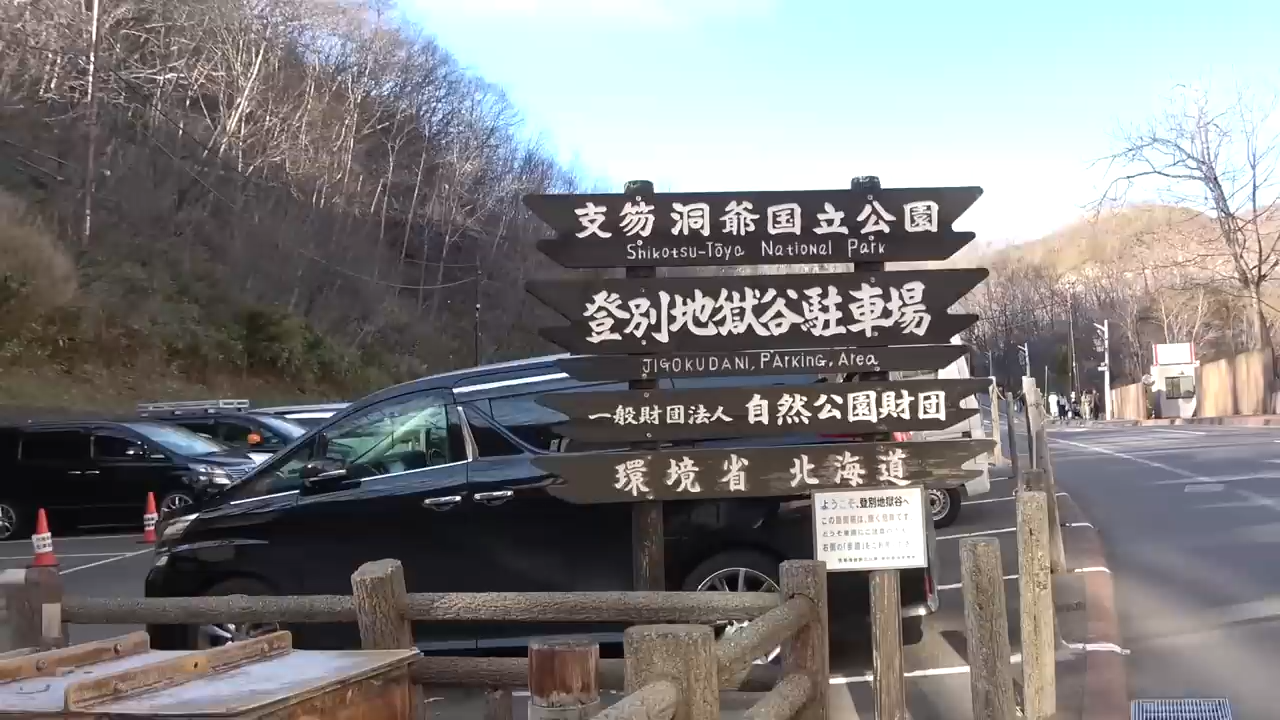 支笏洞爺国立公園
Shikotsu-Tōya National Park
登別地獄谷駐車場
JIGOKUDANI, PArking, Area
一般財団法人 自然公園財団
環境省 北海道
ようこそ、登別地獄谷へ